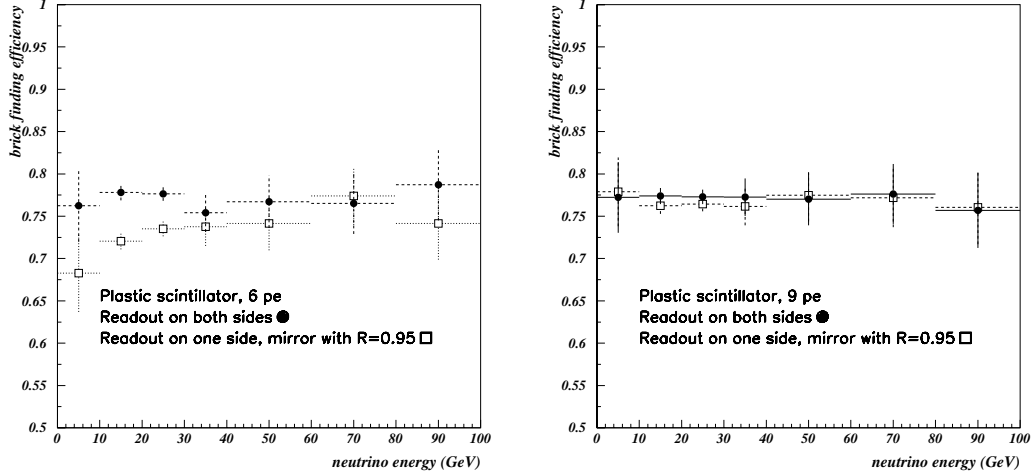 brick finding efficiency
1
0.95
0.9
0.85
0.8
0.75
0.7
0.65
0.6
0.55
0.5
Plastic scintillator, 6 pe
Readout on both sides
Readout on one side, mirror with R=0.95
0 10 20 30 40 50 60 70 80 90 100
neutrino energy (GeV)
brick finding efficiency
1
0.95
0.9
0.85
0.8
0.75
0.7
0.65
0.6
0.55
0.5
Plastic scintillator, 9 pe
Readout on both sides
Readout on one side, mirror with R=0.95
0 10 20 30 40 50 60 70 80 90 100
neutrino energy (GeV)